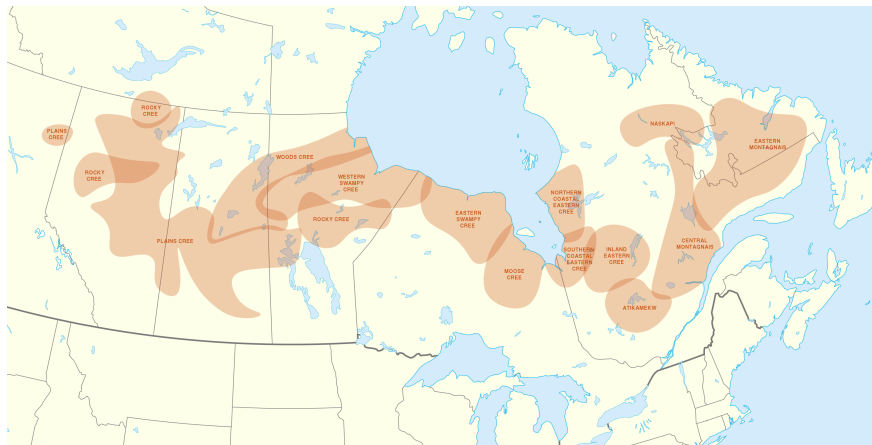 ROCKY
CREE
PLAINS
CREE
NASKAPI
EASTERN
MONTAGNAIS
WOODS CREE
ROCKY
CREE
WESTERN
SWAMPY
CREE
NORTHERN
COASTAL
EASTERN
CREE
ROCKY CREE
EASTERN
SWAMPY
CREE
PLAINS CREE
CENTRAL
MONTAGNAIS
SOUTHERN
COASTAL
EASTERN
CREE
INLAND
EASTERN
CREE
MOOSE
CREE
ATIKAMEKW